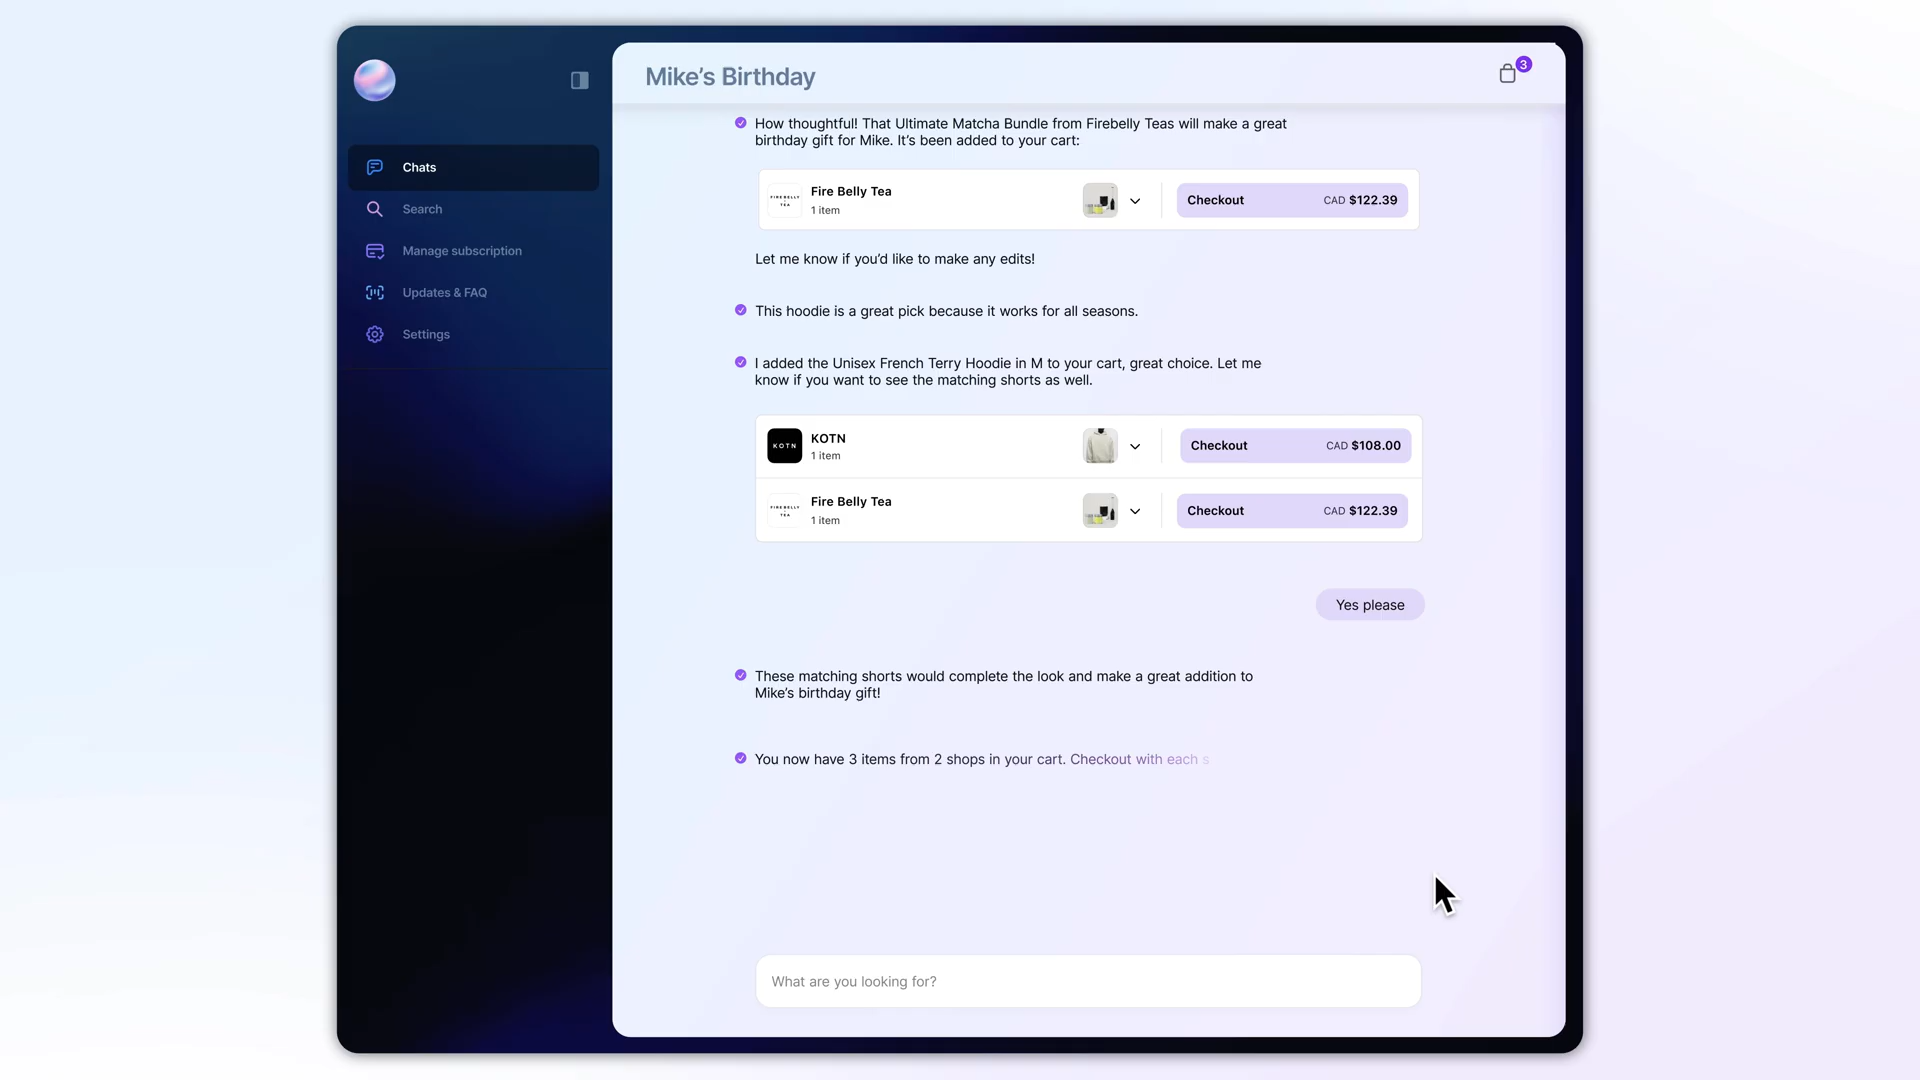 Mike’s Birthday
3
Chats
Search
Manage subscription
Updates & FAQ
Settings
How thoughtful! That Ultimate Matcha Bundle from Firebelly Teas will make a great
birthday gift for Mike. It’s been added to your cart:
FIREBELLY
TEA
Fire Belly Tea
1 item
Checkout
CAD $122.39
Let me know if you’d like to make any edits!
This hoodie is a great pick because it works for all seasons.
I added the Unisex French Terry Hoodie in M to your cart, great choice. Let me
know if you want to see the matching shorts as well.
KOTN
KOTN
1 item
Checkout
CAD $108.00
FIREBELLY
TEA
Fire Belly Tea
1 item
Checkout
CAD $122.39
Yes please
These matching shorts would complete the look and make a great addition to
Mike’s birthday gift!
You now have 3 items from 2 shops in your cart. Checkout with each s
What are you looking for?